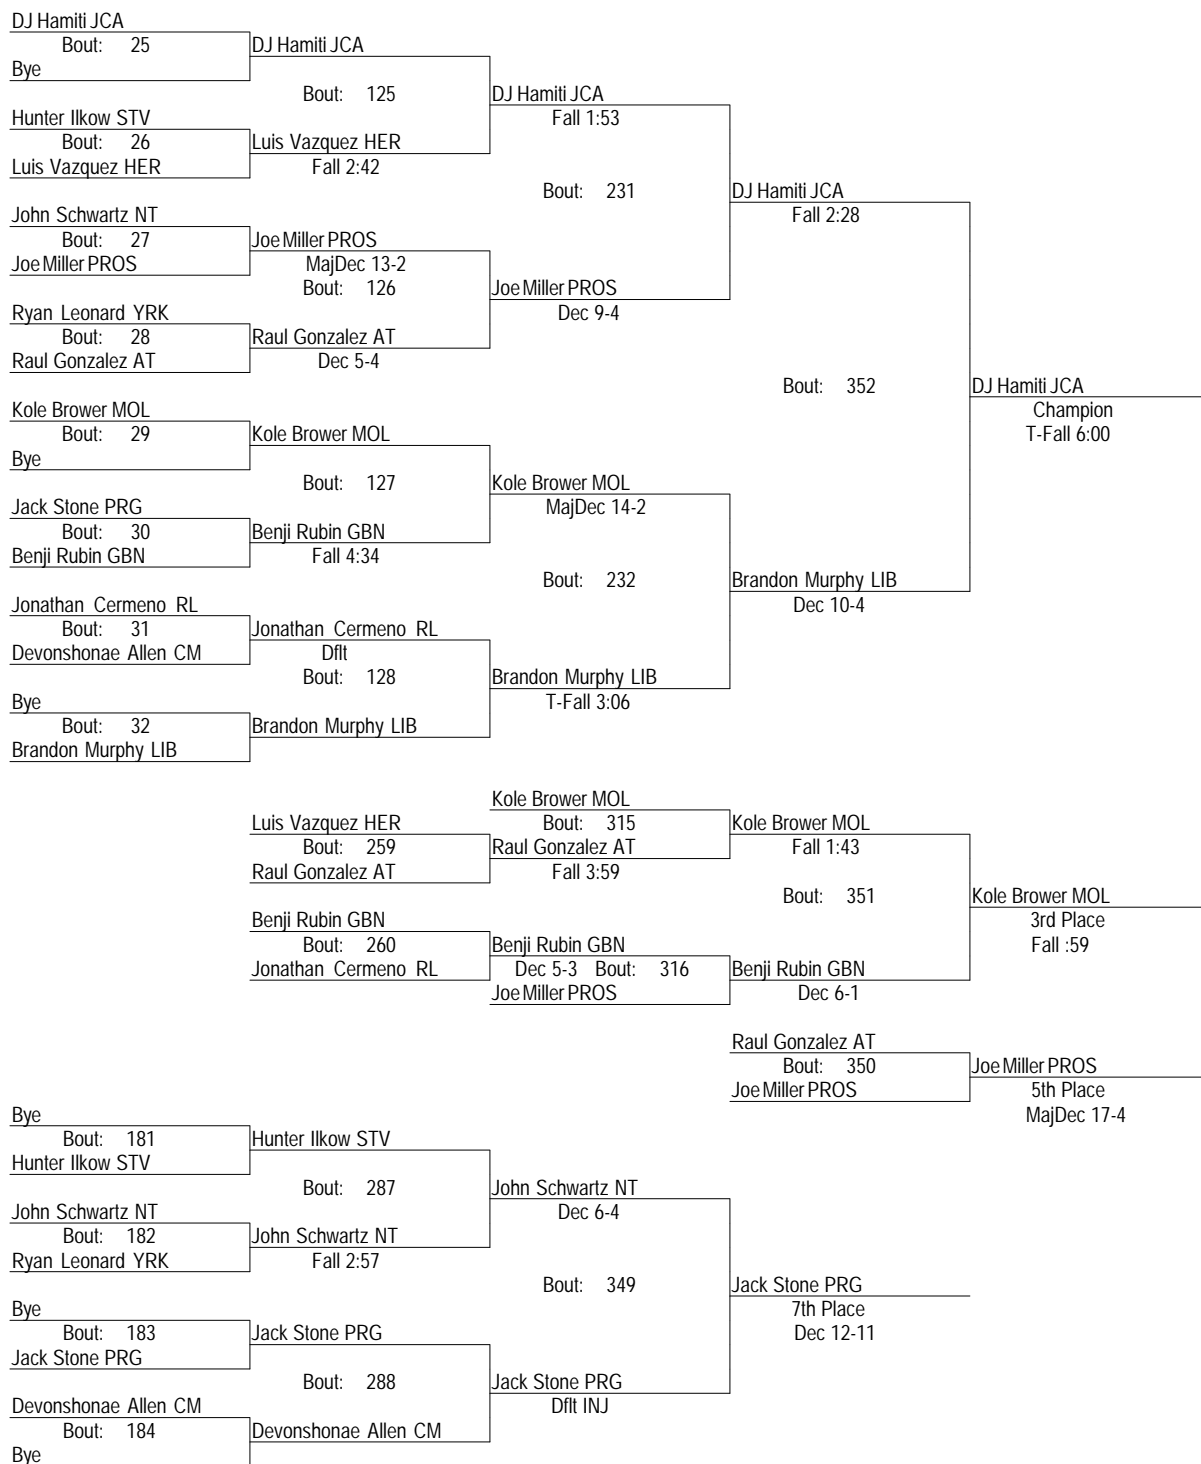 DJ Hamiti JCA
Bout: 25
DJ Hamiti JCA
Bye
Bout: 125
DJ Hamiti JCA
Hunter Ilkow STV
Fall 1:53
Bout: 26
Luis Vazquez HER
Luis Vazquez HER
Fall 2:42
Bout: 231
DJ Hamiti JCA
John Schwartz NT
Fall 2:28
Bout: 27
Joe Miller PROS
Joe Miller PROS
MajDec 13-2
Bout: 126
Joe Miller PROS
Ryan Leonard YRK
Dec 9-4
Bout: 28
Raul Gonzalez AT
Raul Gonzalez AT
Dec 5-4
Bout: 352
DJ Hamiti JCA
Kole Brower MOL
Champion
Bout: 29
Kole Brower MOL
T-Fall 6:00
Bye
Bout: 127
Kole Brower MOL
Jack Stone PRG
MajDec 14-2
Bout: 30
Benji Rubin GBN
Benji Rubin GBN
Fall 4:34
Bout: 232
Brandon Murphy LIB
Jonathan Cermeno RL
Dec 10-4
Bout: 31
Jonathan Cermeno RL
Devonshonae Allen CM
Dflt
Bout: 128
Brandon Murphy LIB
Bye
T-Fall 3:06
Bout: 32
Brandon Murphy LIB
Brandon Murphy LIB
Kole Brower MOL
Luis Vazquez HER
Bout: 315
Kole Brower MOL
Bout: 259
Raul Gonzalez AT
Fall 1:43
Raul Gonzalez AT
Fall 3:59
Bout: 351
Kole Brower MOL
Benji Rubin GBN
3rd Place
Bout: 260
Benji Rubin GBN
Fall :59
Jonathan Cermeno RL
Dec 5-3 Bout: 316
Benji Rubin GBN
Joe Miller PROS
Dec 6-1
Raul Gonzalez AT
Bout: 350
Joe Miller PROS
Joe Miller PROS
5th Place
Bye
MajDec 17-4
Bout: 181
Hunter Ilkow STV
Hunter Ilkow STV
Bout: 287
John Schwartz NT
John Schwartz NT
Dec 6-4
Bout: 182
John Schwartz NT
Ryan Leonard YRK
Fall 2:57
Bout: 349
Jack Stone PRG
Bye
7th Place
Bout: 183
Jack Stone PRG
Dec 12-11
Jack Stone PRG
Bout: 288
Jack Stone PRG
Devonshonae Allen CM
Dflt INJ
Bout: 184
Devonshonae Allen CM
Bye